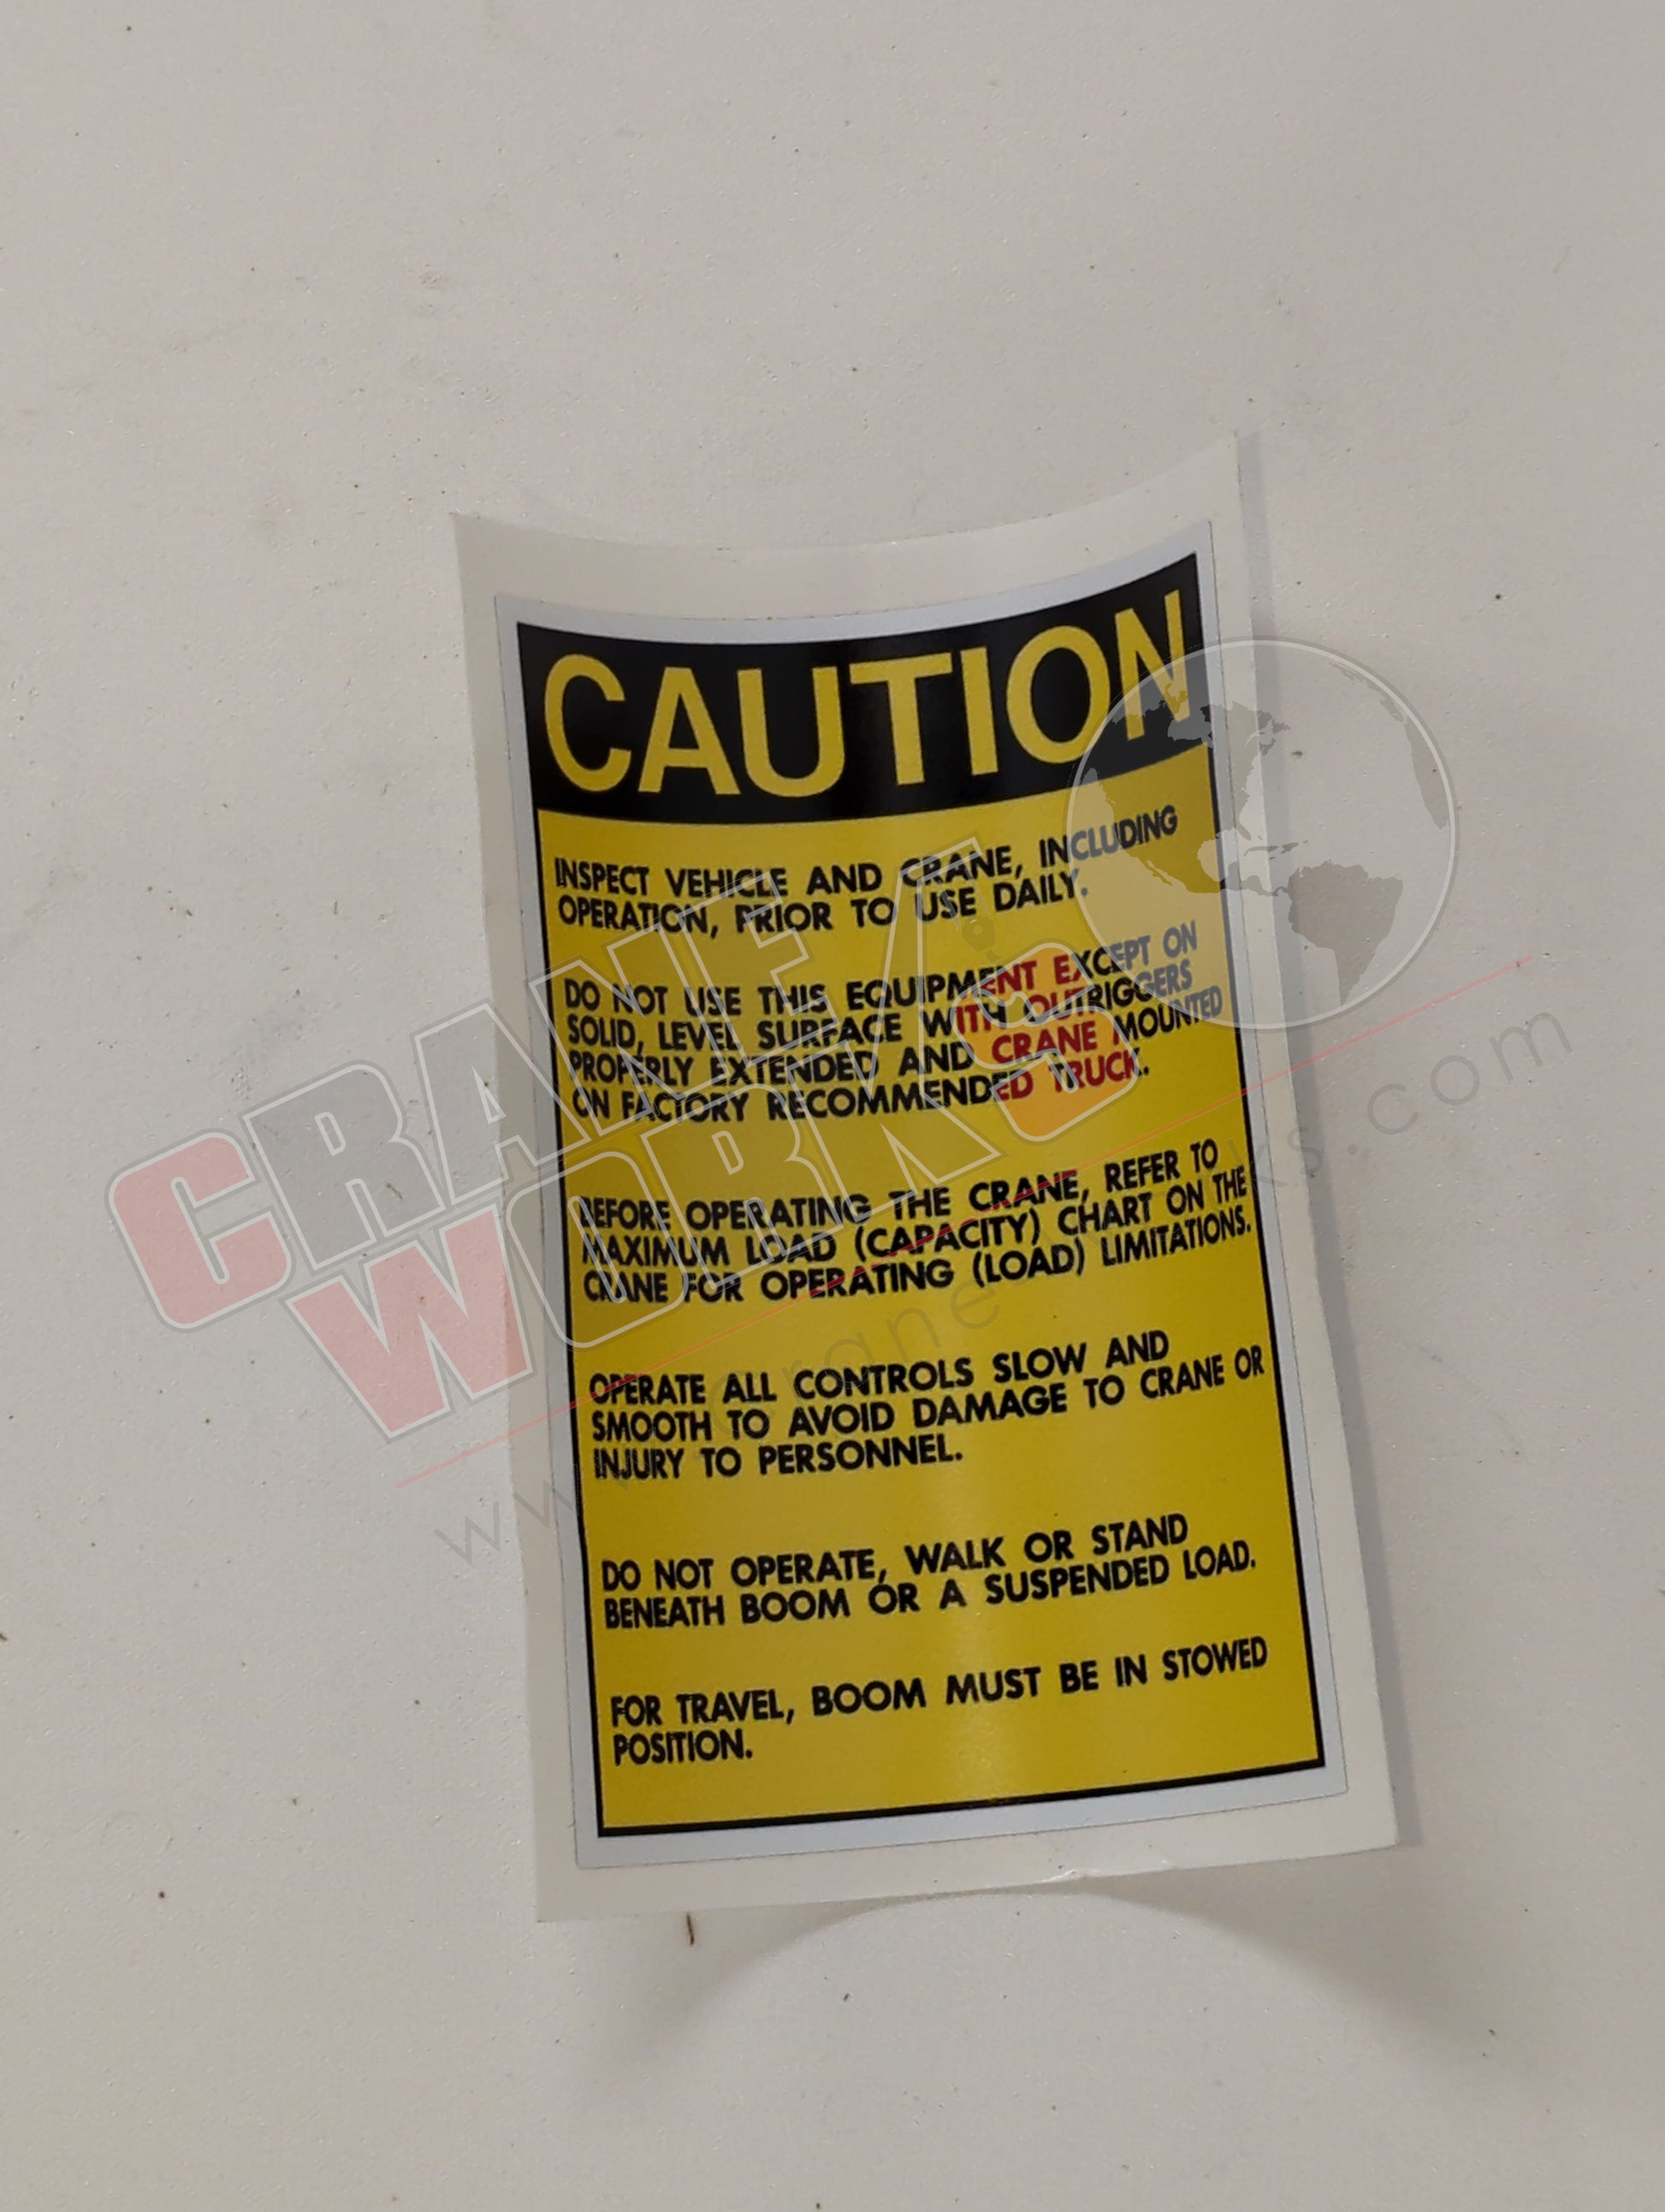 CAUTION
INSPECT VEHICLE AND CRANE, INCLUDING
OPERATION, PRIOR TO USE DAILY.
DO NOT USE THIS EQUIPMENT EXCEPT ON
SOLID, LEVEL SURFACE WITH OUTRIGGERS
PROPERLY EXTENDED AND CRANE MOUNTED
ON FACTORY RECOMMENDED TRUCK.
BEFORE OPERATING THE CRANE, REFER TO
MAXIMUM LOAD (CAPACITY) CHART ON THE
CRANE FOR OPERATING (LOAD) LIMITATIONS.
OPERATE ALL CONTROLS SLOW AND
SMOOTH TO AVOID DAMAGE TO CRANE OR
INJURY TO PERSONNEL.
DO NOT OPERATE, WALK OR STAND
BENEATH BOOM OR A SUSPENDED LOAD.
FOR TRAVEL, BOOM MUST BE IN STOWED
POSITION.
CRANE
WORKS
www.craneworks.com